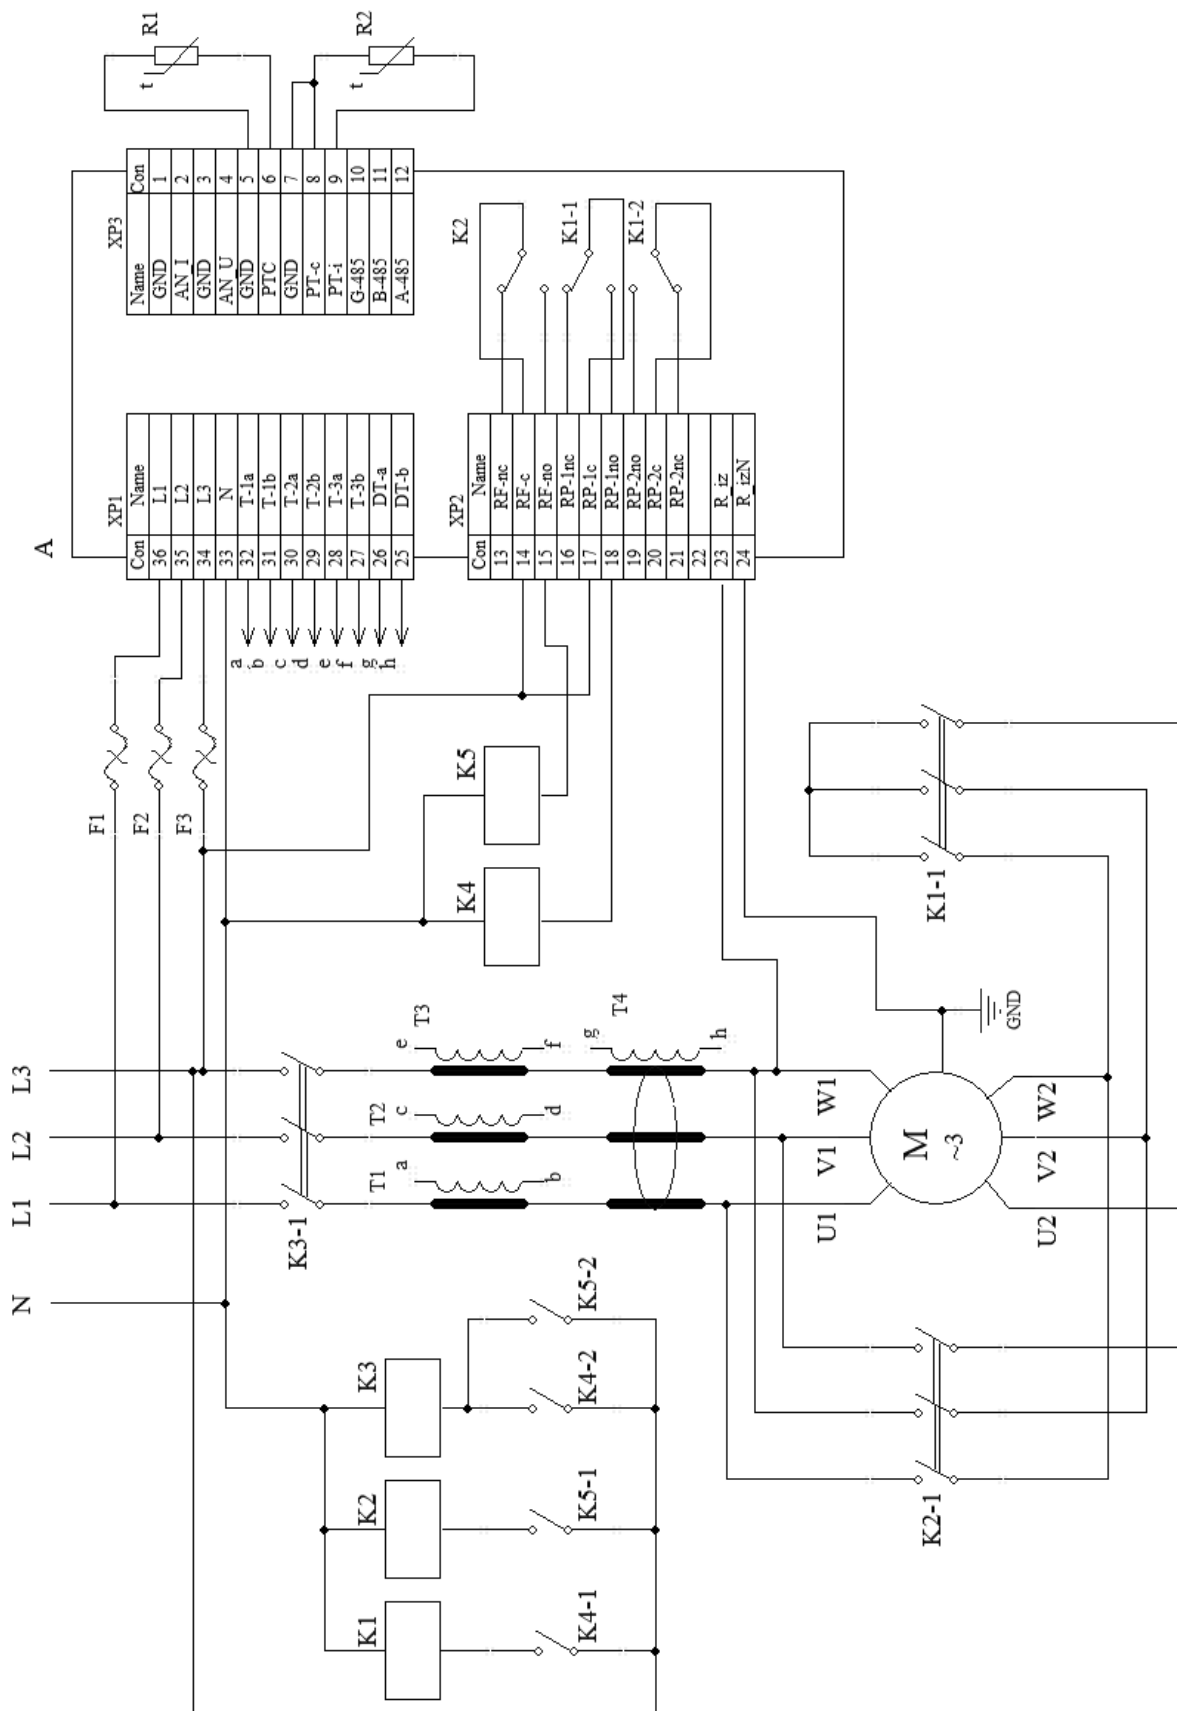 R1
t
R2
t
A
XP3
Name Con
GND 1
AN_I 2
GND 3
AN_U 4
GND 5
PTC 6
GND 7
PT-c 8
PT-i 9
G-485 10
B-485 11
A-485 12
XP1
Con Name
36 L1
35 L2
34 L3
33 N
32 T-1a
31 T-1b
30 T-2a
29 T-2b
28 T-3a
27 T-3b
26 DT-a
25 DT-b
a
b
c
d
e
f
g
h
XP2
Con Name
13 RF-nc
14 RF-c
15 RF-no
16 RP-1nc
17 RP-1c
18 RP-1no
19 RP-2no
20 RP-2c
21 RP-2nc
22
23 R_iz
24 R_izN
K2
K1-1
K1-2
F1
F2
F3
K5
K4
K1-1
L3
L2
L1
N
K3-1
T3
e
f
T2
c
d
T1
a
b
T4
g
h
GND
W1
V1
U1
M
~3
W2
V2
U2
K3
K2
K1
K5-2
K4-2
K5-1
K4-1
K2-1